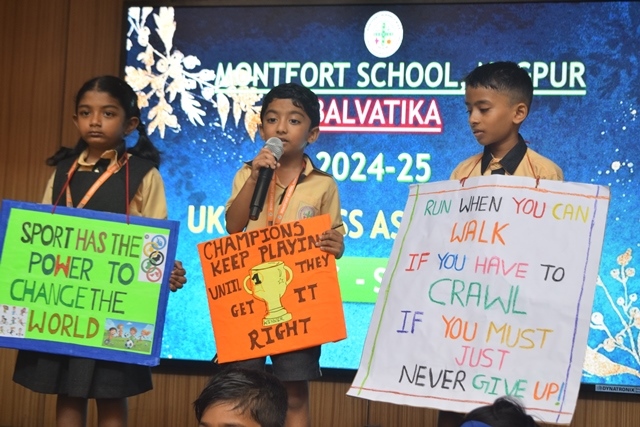 MONTFORT SCHOOL,
BALVATIKA
2024-25
SPORT HAS THE
POWER TO
CHANGE THE
WORLD
CHAMPIONS
KEEP PLAYIN
UNTIL THEY
GET IT
RIGHT
1
RUN WHEN YOU CAN
WALK
IF YOU HAVE TO
CRAWL
IF YOU MUST
JUST
NEVER GIVE UP!